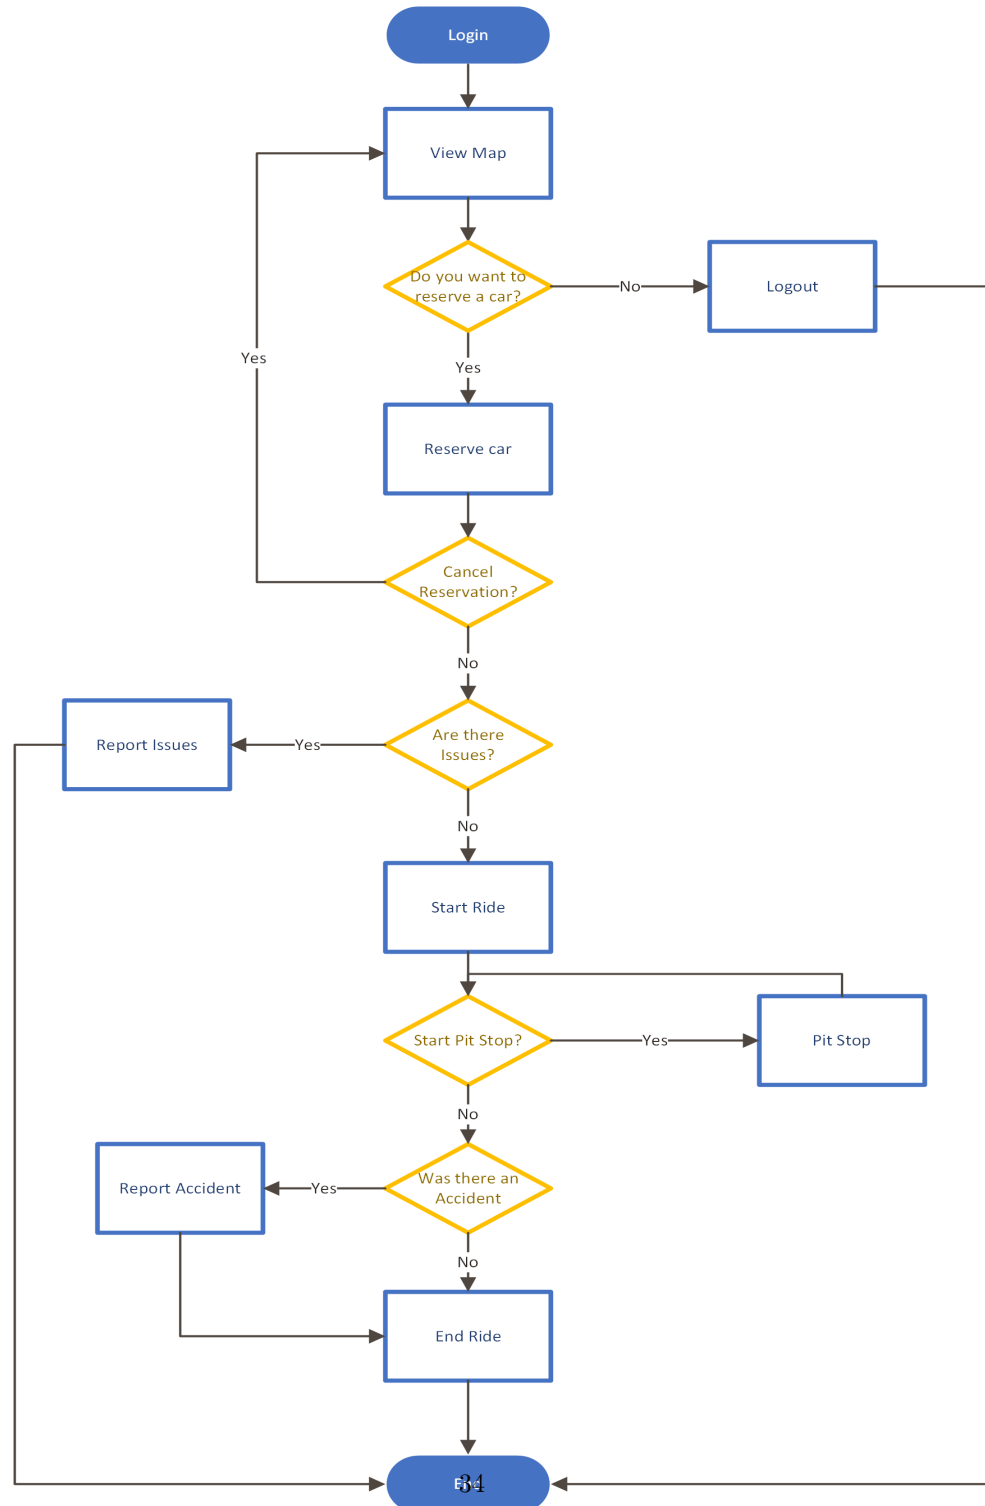 Login
View Map
Do you want to
reserve a car?
No
Logout
Yes
Yes
Reserve car
Cancel
Reservation?
No
Report Issues
Yes
Are there
Issues?
No
Start Ride
Start Pit Stop?
Yes
Pit Stop
No
Report Accident
Yes
Was there an
Accident
No
End Ride
34